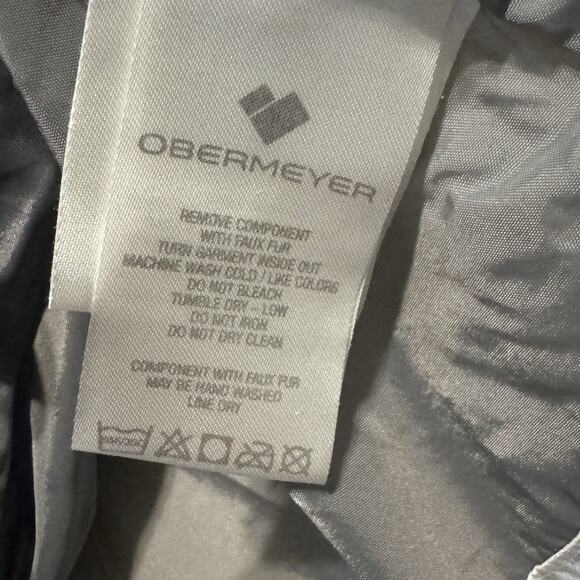 OBERMEYER
REMOVE COMPONENT
WITH FAUX FUR
TURN GARMENT INSIDE OUT
MACHINE WASH COLD / LIKE COLORS
DO NOT BLEACH
TUMBLE DRY - LOW
DO NOT IRON
DO NOT DRY CLEAN
COMPONENT WITH FAUX FUR
MAY BE HAND WASHED
LINE DRY